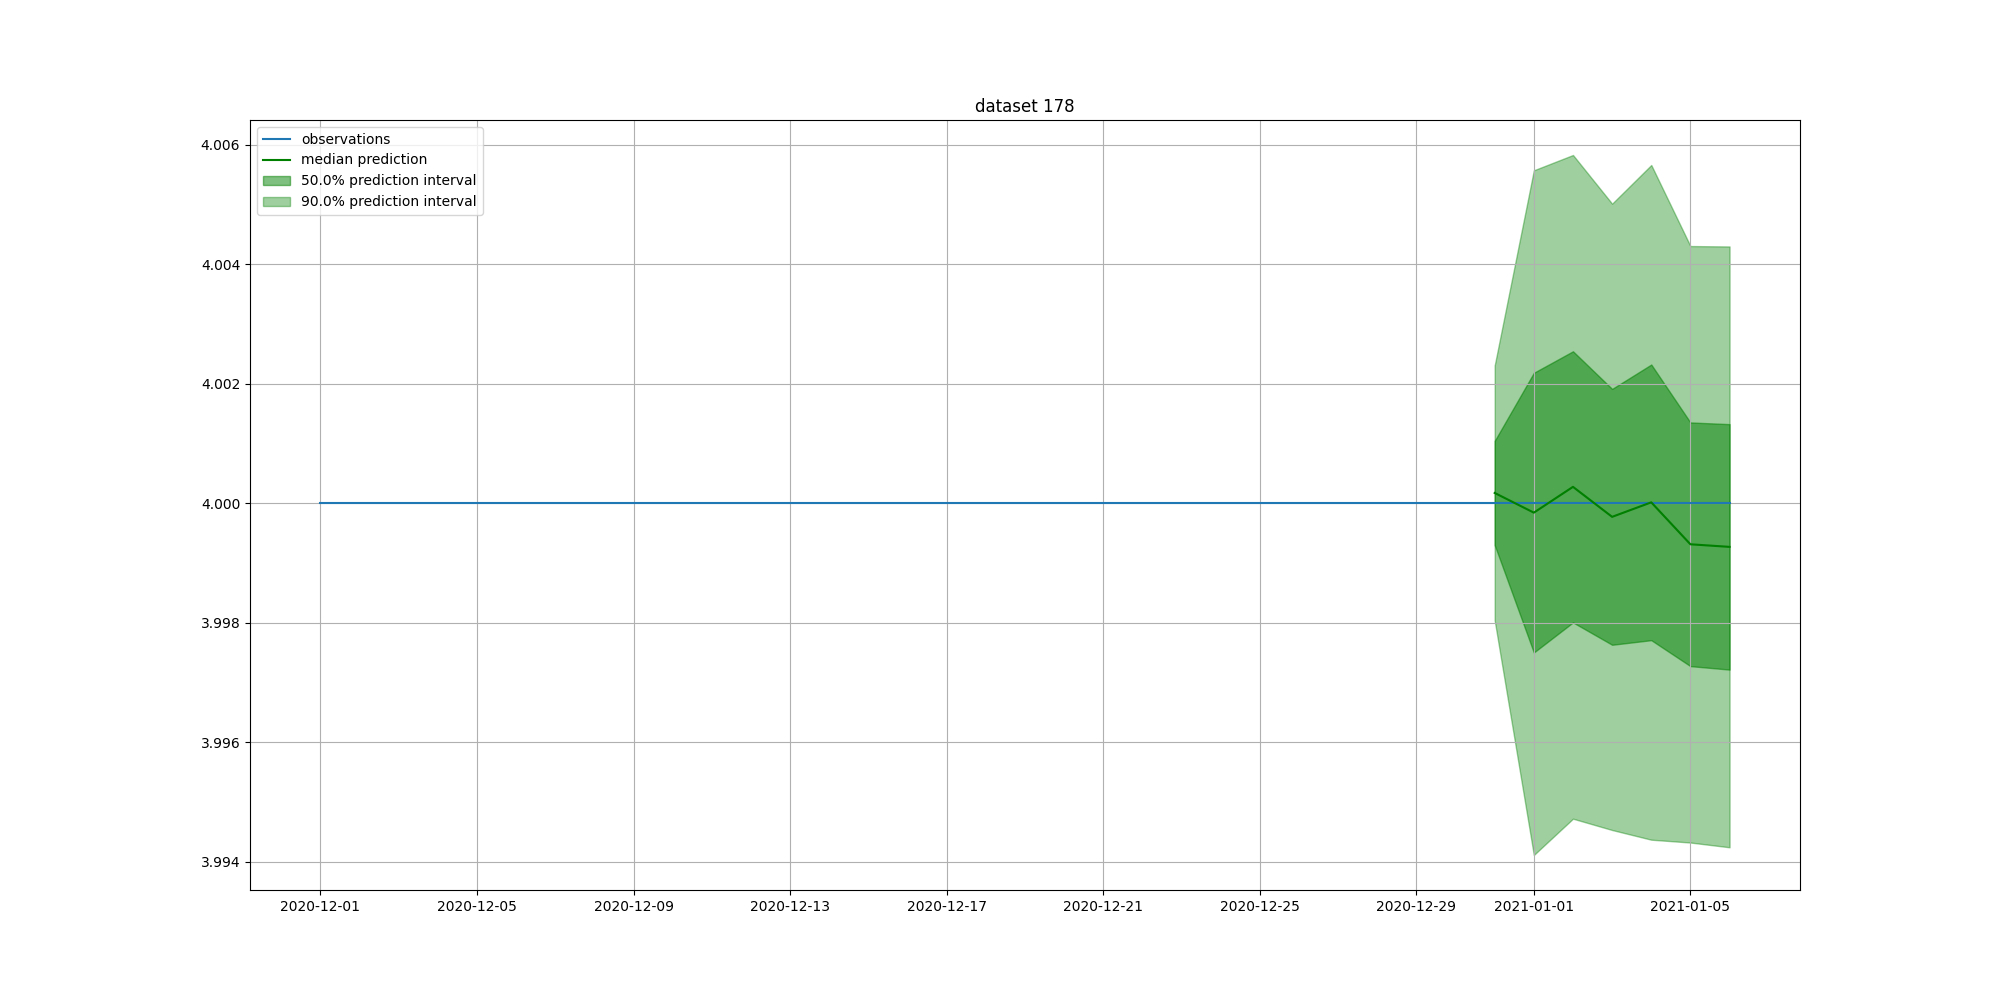 dataset 178
observations
median prediction
50.0% prediction interval
90.0% prediction interval
4.006
4.004
4.002
4.000
3.998
3.996
3.994
2020-12-01 2020-12-05 2020-12-09 2020-12-13 2020-12-17 2020-12-21 2020-12-25 2020-12-29 2021-01-01 2021-01-05